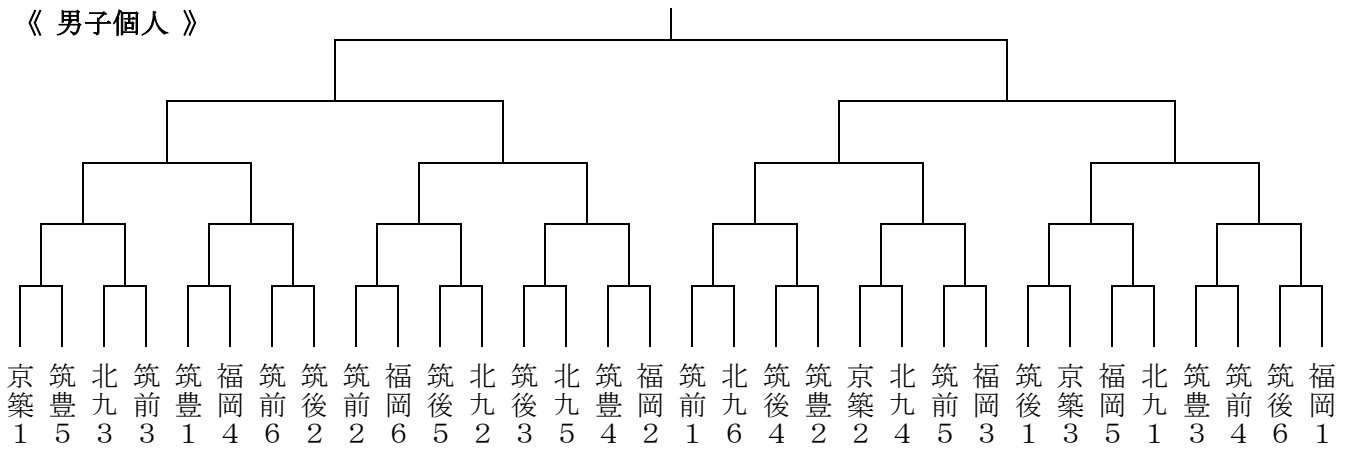 《 男子個人 》
京築1
筑豊5
北九3
筑前3
筑豊1
福岡4
筑前6
筑後2
筑前2
福岡6
筑後5
北九2
筑後3
北九5
筑豊4
福岡2
筑前1
北九6
筑後4
筑豊2
京築2
北九4
筑前5
福岡3
筑後1
京築3
福岡5
北九1
筑豊3
筑前4
筑後6
福岡1